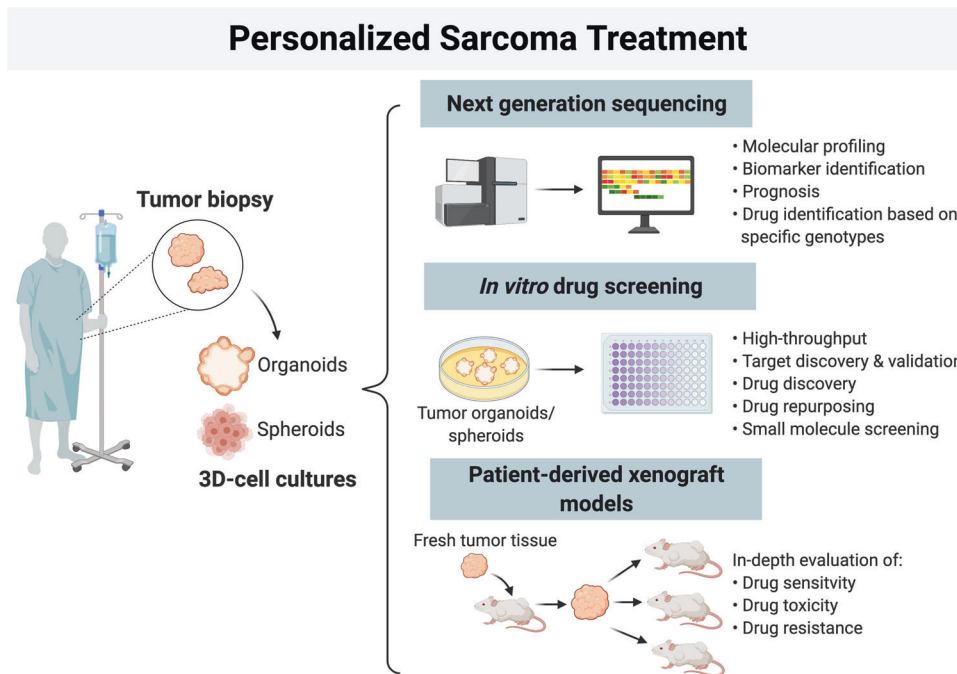 Personalized Sarcoma Treatment
Tumor biopsy
Organoids
Spheroids
3D-cell cultures
Next generation sequencing
• Molecular profiling
• Biomarker identification
• Prognosis
• Drug identification based on
specific genotypes
In vitro drug screening
Tumor organoids/
spheroids
• High-throughput
• Target discovery & validation
• Drug discovery
• Drug repurposing
• Small molecule screening
Patient-derived xenograft
models
Fresh tumor tissue
In-depth evaluation of:
• Drug sensitvity
• Drug toxicity
• Drug resistance